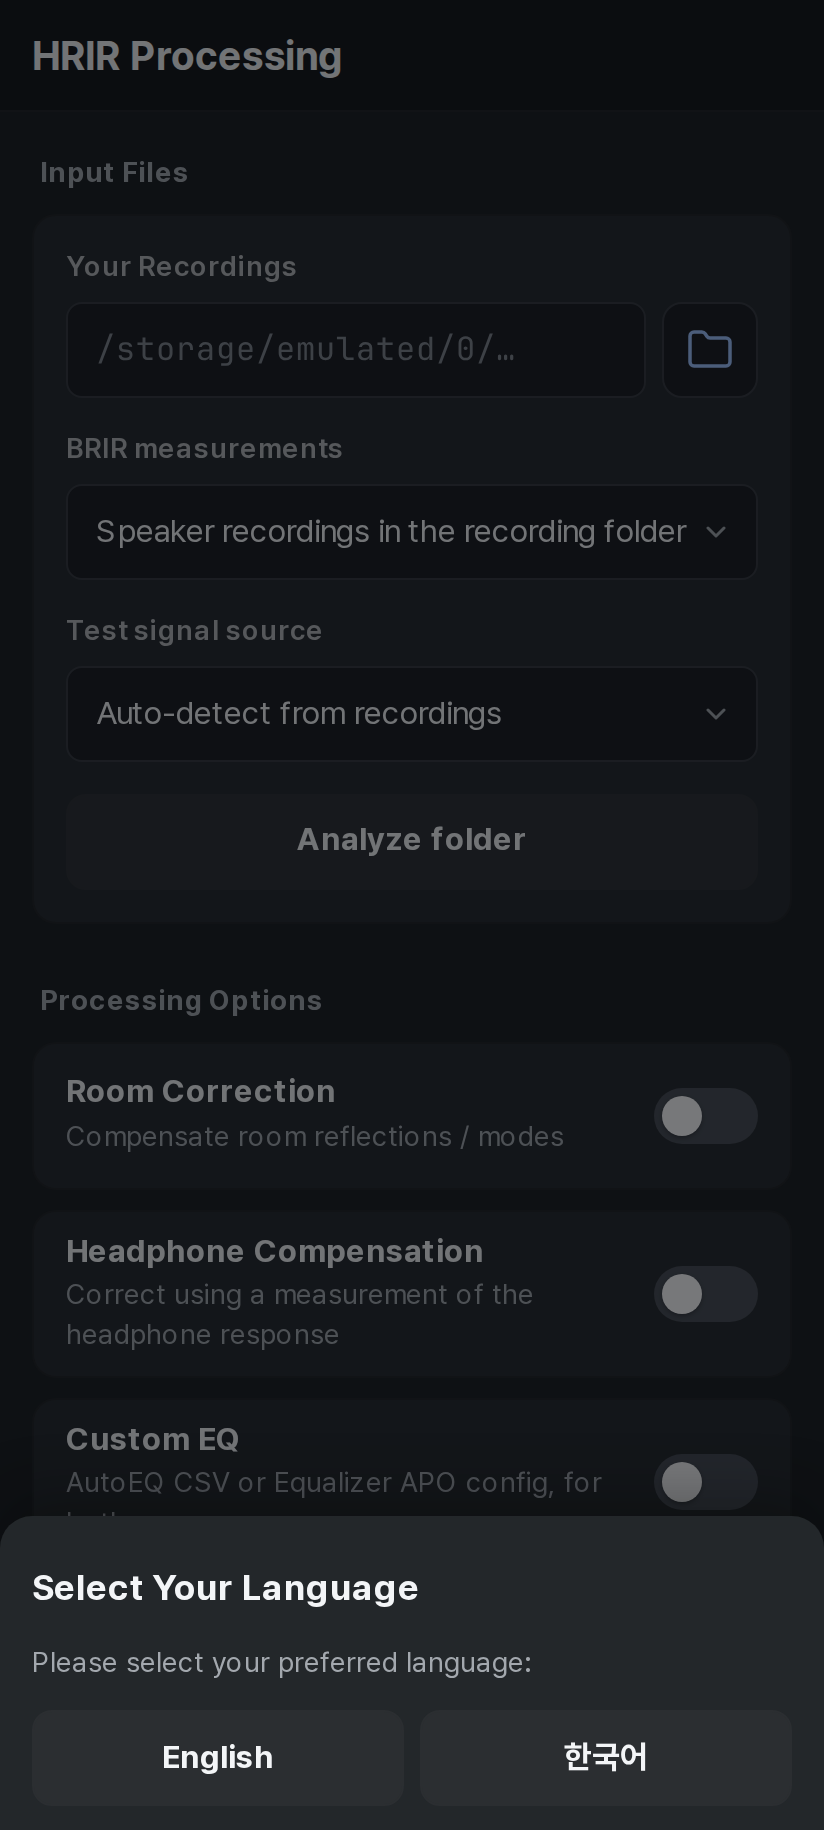 HRIR Processing
Input Files
Your Recordings
/storage/emulated/0/…
BRIR measurements
Speaker recordings in the recording folder
Test signal source
Auto-detect from recordings
Analyze folder
Processing Options
Room Correction
Compensate room reflections / modes
Headphone Compensation
Correct using a measurement of the
headphone response
Custom EQ
AutoEQ CSV or Equalizer APO config, for
Select Your Language
Please select your preferred language:
English
한국어